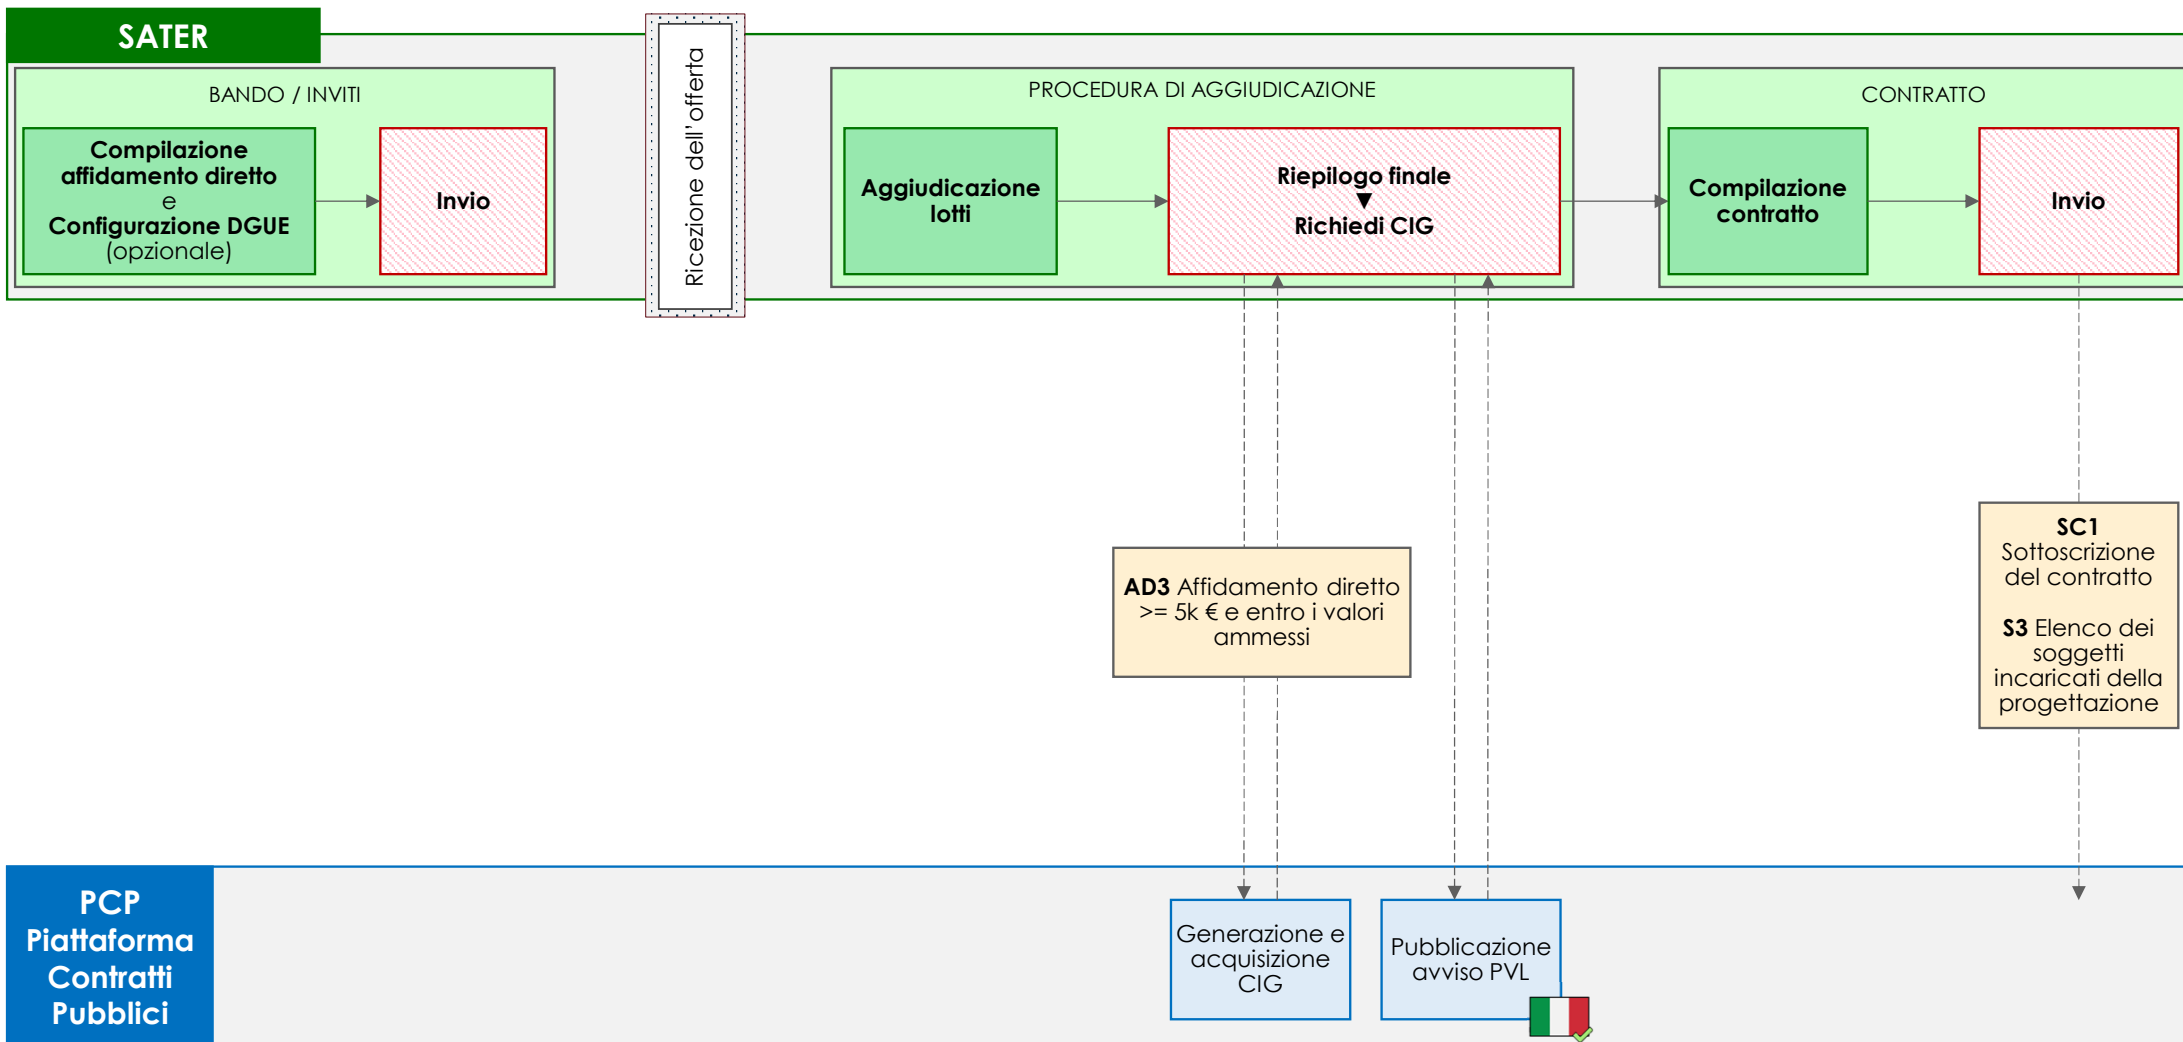 SATER
BANDO / INVITI
Compilazione
affidamento diretto
e
Configurazione DGUE
(opzionale)
Invio
Ricezione dell'offerta
PROCEDURA DI AGGIUDICAZIONE
Aggiudicazione
lotti
Riepilogo finale
▼
Richiedi CIG
CONTRATTO
Compilazione
contratto
Invio
AD3 Affidamento diretto
>= 5k € e entro i valori
ammessi
SC1
Sottoscrizione
del contratto
S3 Elenco dei
soggetti
incaricati della
progettazione
PCP
Piattaforma
Contratti
Pubblici
Generazione e
acquisizione
CIG
Pubblicazione
avviso PVL